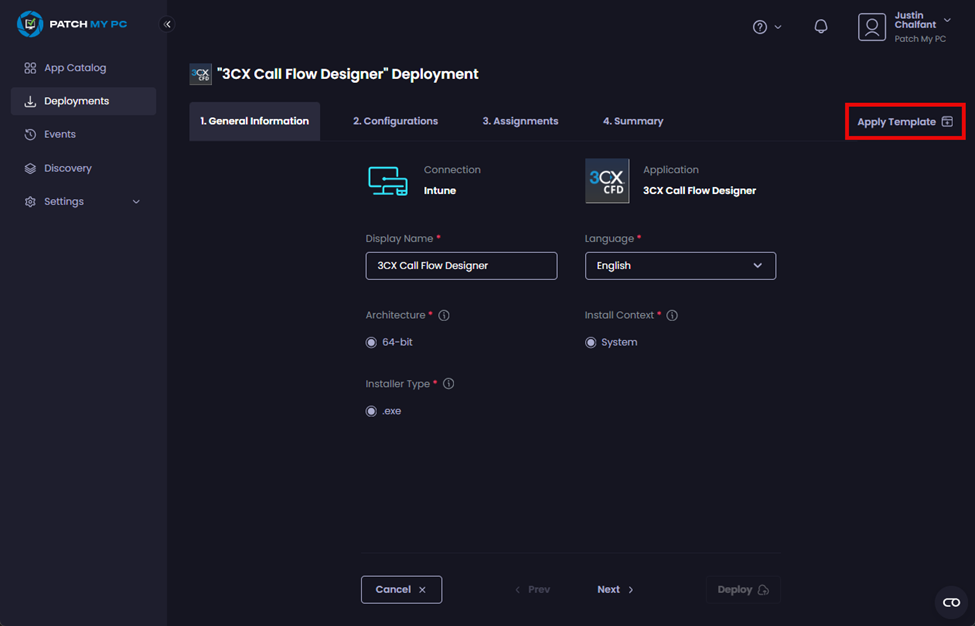 PATCH MY PC
App Catalog
Deployments
Events
Discovery
Settings
Justin
Chalfant
Patch My PC
3CX
CFD
"3CX Call Flow Designer" Deployment
1. General Information
2. Configurations
3. Assignments
4. Summary
Apply Template
Connection
Intune
3CX
CFD
Application
3CX Call Flow Designer
Display Name *
3CX Call Flow Designer
Language *
English
Architecture *
64-bit
Install Context *
System
Installer Type *
.exe
Cancel
Prev
Next
Deploy